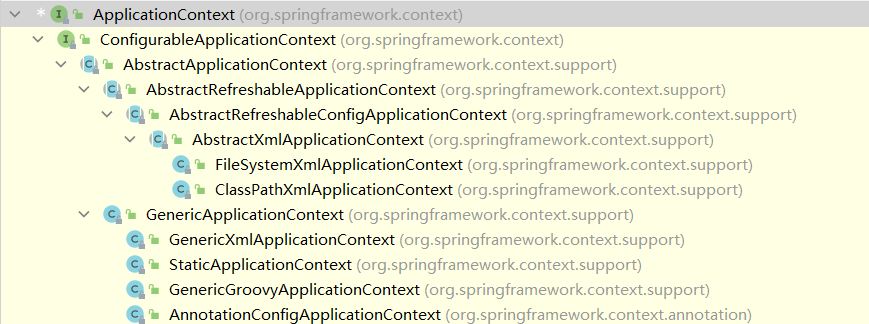 * ApplicationContext (org.springframework.context)
ConfigurableApplicationContext (org.springframework.context)
AbstractApplicationContext (org.springframework.context.support)
AbstractRefreshableApplicationContext (org.springframework.context.support)
AbstractRefreshableConfigApplicationContext (org.springframework.context.support)
AbstractXmlApplicationContext (org.springframework.context.support)
FileSystemXmlApplicationContext (org.springframework.context.support)
ClassPathXmlApplicationContext (org.springframework.context.support)
GenericApplicationContext (org.springframework.context.support)
GenericXmlApplicationContext (org.springframework.context.support)
StaticApplicationContext (org.springframework.context.support)
GenericGroovyApplicationContext (org.springframework.context.support)
AnnotationConfigApplicationContext (org.springframework.context.annotation)